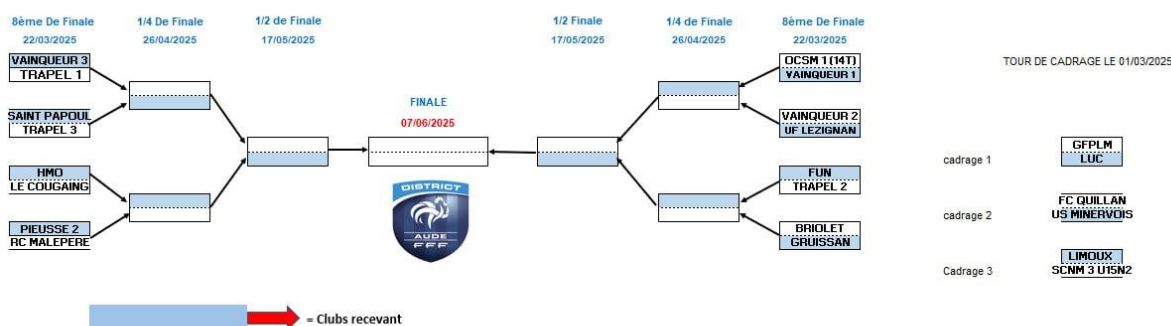 8ème De Finale
22/03/2025
1/4 De Finale
26/04/2025
1/2 de Finale
17/05/2025
1/2 Finale
17/05/2025
1/4 de Finale
26/04/2025
8ème De Finale
22/03/2025
TOUR DE CADRAGE LE 01/03/2025
VAINQUEUR 3
TRAPEL 1
SAINT PAPOUL
TRAPEL 3
HMO
LE COUGAING
PIEUSSE 2
RC MALEPERE
FINALE
07/06/2025
DISTRICT
AUDE
FFF
OCSM 1 (14T)
VAINQUEUR 1
VAINQUEUR 2
UF LEZIGNAN
FUN
TRAPEL 2
BRIOLET
GRUISSAN
cadrage 1
GFPLM
LUC
cadrage 2
FC QUILLAN
US MINERVOIS
Cadrage 3
LIMOUX
SCNM 3 U15N2
= Clubs recevant